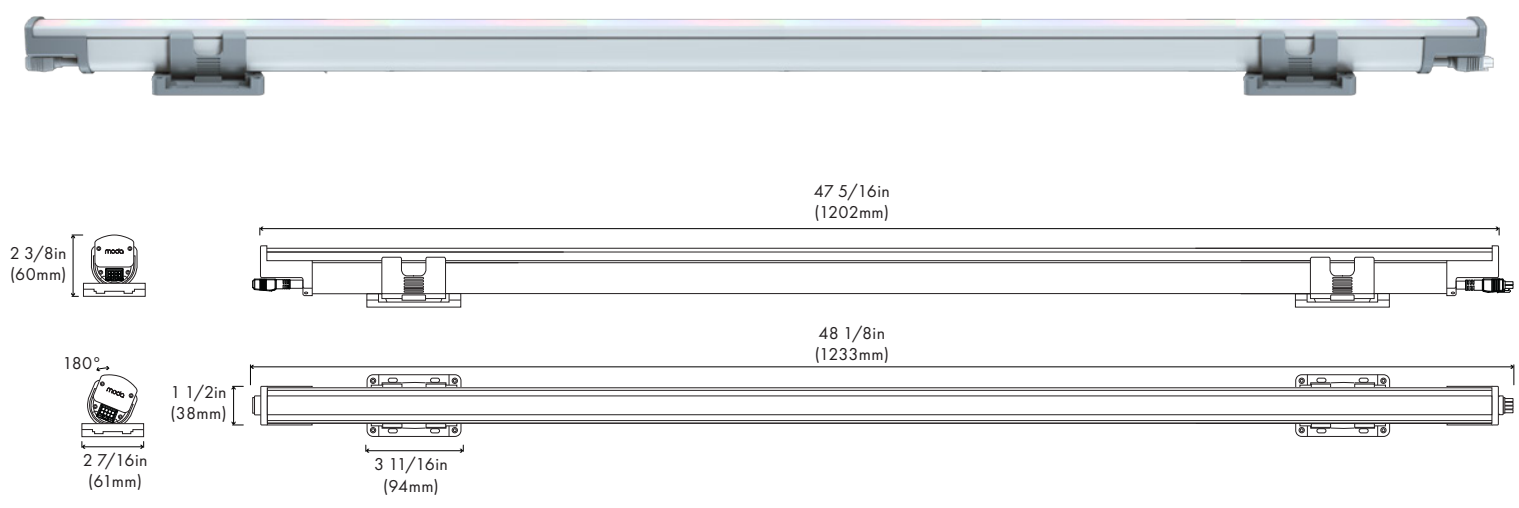 47 5/16in
(1202mm)
2 3/8in
(60mm)
moda
48 1/8in
(1233mm)
180°
moda
1 1/2in
(38mm)
2 7/16in
(61mm)
3 11/16in
(94mm)